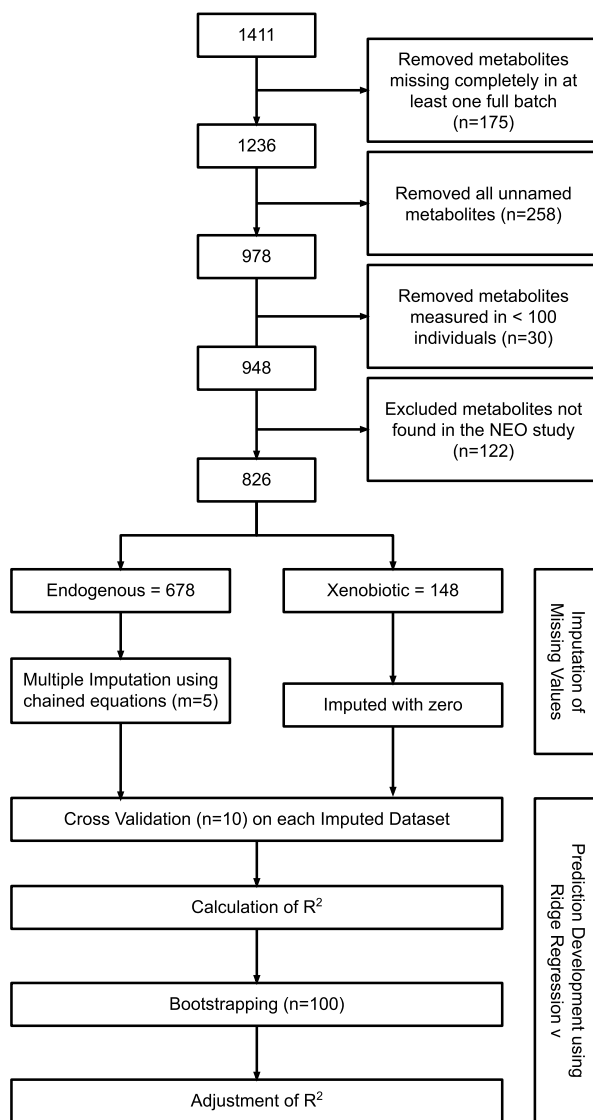 1411
Removed metabolites
missing completely in at
least one full batch
(n=175)
1236
Removed all unnamed
metabolites (n=258)
978
Removed metabolites
measured in < 100
individuals (n=30)
948
Excluded metabolites not
found in the NEO study
(n=122)
826
Endogenous = 678
Xenobiotic = 148
Multiple Imputation using
chained equations (m=5)
Imputed with zero
Imputation of
Missing Values
Cross Validation (n=10) on each Imputed Dataset
Calculation of R²
Bootstrapping (n=100)
Adjustment of R²
Prediction Development using
Ridge Regression v